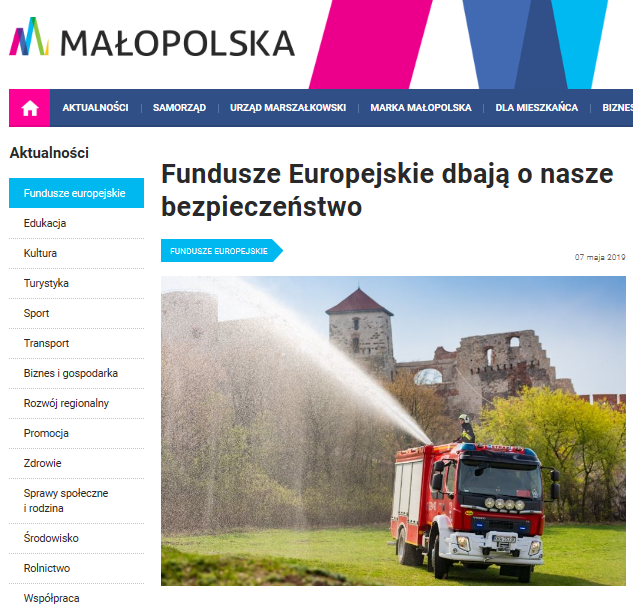 MAŁOPOLSKA
AKTUALNOŚCI
SAMORZĄD
URZĄD MARSZAŁKOWSKI
MARKA MAŁOPOLSKA
DLA MIESZKAŃCA
BIZNES
Aktualności
Fundusze europejskie
Edukacja
Kultura
Turystyka
Sport
Transport
Biznes i gospodarka
Rozwój regionalny
Promocja
Zdrowie
Sprawy społeczne
i rodzina
Środowisko
Rolnictwo
Współpraca
Fundusze Europejskie dbają o nasze
bezpieczeństwo
FUNDUSZE EUROPEJSKIE
07 maja 2019